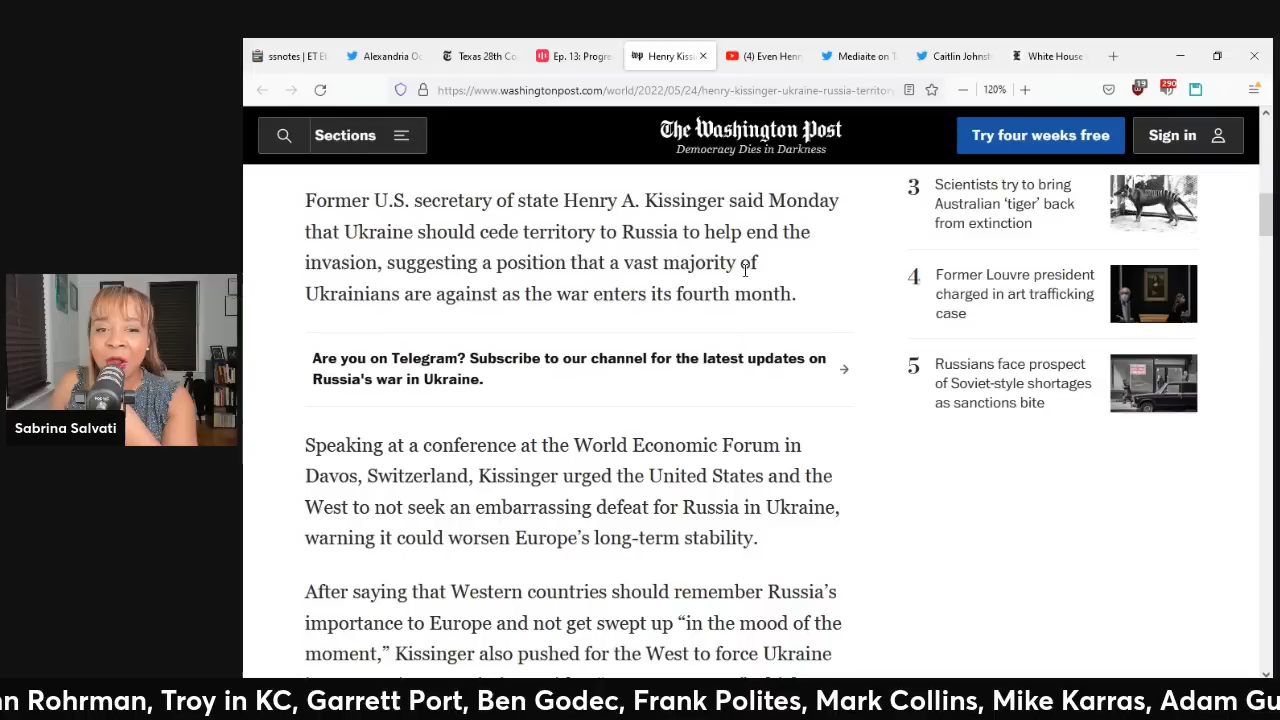 ssnotes | ET Et
Alexandria Oc
Texas 28th Co
Ep. 13: Progre
Henry Kissi
(4) Even Henr
Mediaite on T
Caitlin Johnst
White House
https://www.washingtonpost.com/world/2022/05/24/henry-kissinger-ukraine-russia-territory
120%
19
290
Sections
The Washington Post
Democracy Dies in Darkness
Try four weeks free
Sign in
Former U.S. secretary of state Henry A. Kissinger said Monday
that Ukraine should cede territory to Russia to help end the
invasion, suggesting a position that a vast majority of
Ukrainians are against as the war enters its fourth month.
Are you on Telegram? Subscribe to our channel for the latest updates on
Russia's war in Ukraine.
Speaking at a conference at the World Economic Forum in
Davos, Switzerland, Kissinger urged the United States and the
West to not seek an embarrassing defeat for Russia in Ukraine,
warning it could worsen Europe's long-term stability.
After saying that Western countries should remember Russia's
importance to Europe and not get swept up “in the mood of the
moment,” Kissinger also pushed for the West to force Ukraine
3
Scientists try to bring
Australian ‘tiger’ back
from extinction
4
Former Louvre president
charged in art trafficking
case
5
Russians face prospect
of Soviet-style shortages
as sanctions bite
Sabrina Salvati
nn Rohrman, Troy in KC, Garrett Port, Ben Godec, Frank Polites, Mark Collins, Mike Karras, Adam Gu